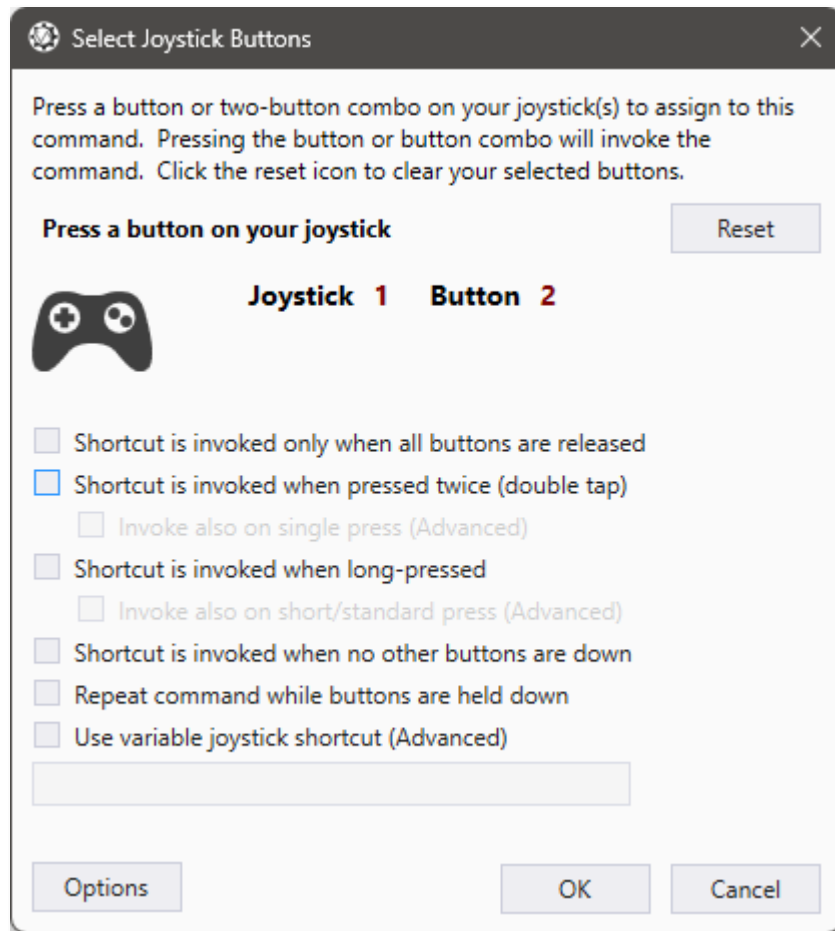 Select Joystick Buttons
Press a button or two-button combo on your joystick(s) to assign to this
command.  Pressing the button or button combo will invoke the
command.  Click the reset icon to clear your selected buttons.
Press a button on your joystick
Reset
Joystick 1 Button 2
Shortcut is invoked only when all buttons are released
Shortcut is invoked when pressed twice (double tap)
Invoke also on single press (Advanced)
Shortcut is invoked when long-pressed
Invoke also on short/standard press (Advanced)
Shortcut is invoked when no other buttons are down
Repeat command while buttons are held down
Use variable joystick shortcut (Advanced)
Options
OK
Cancel